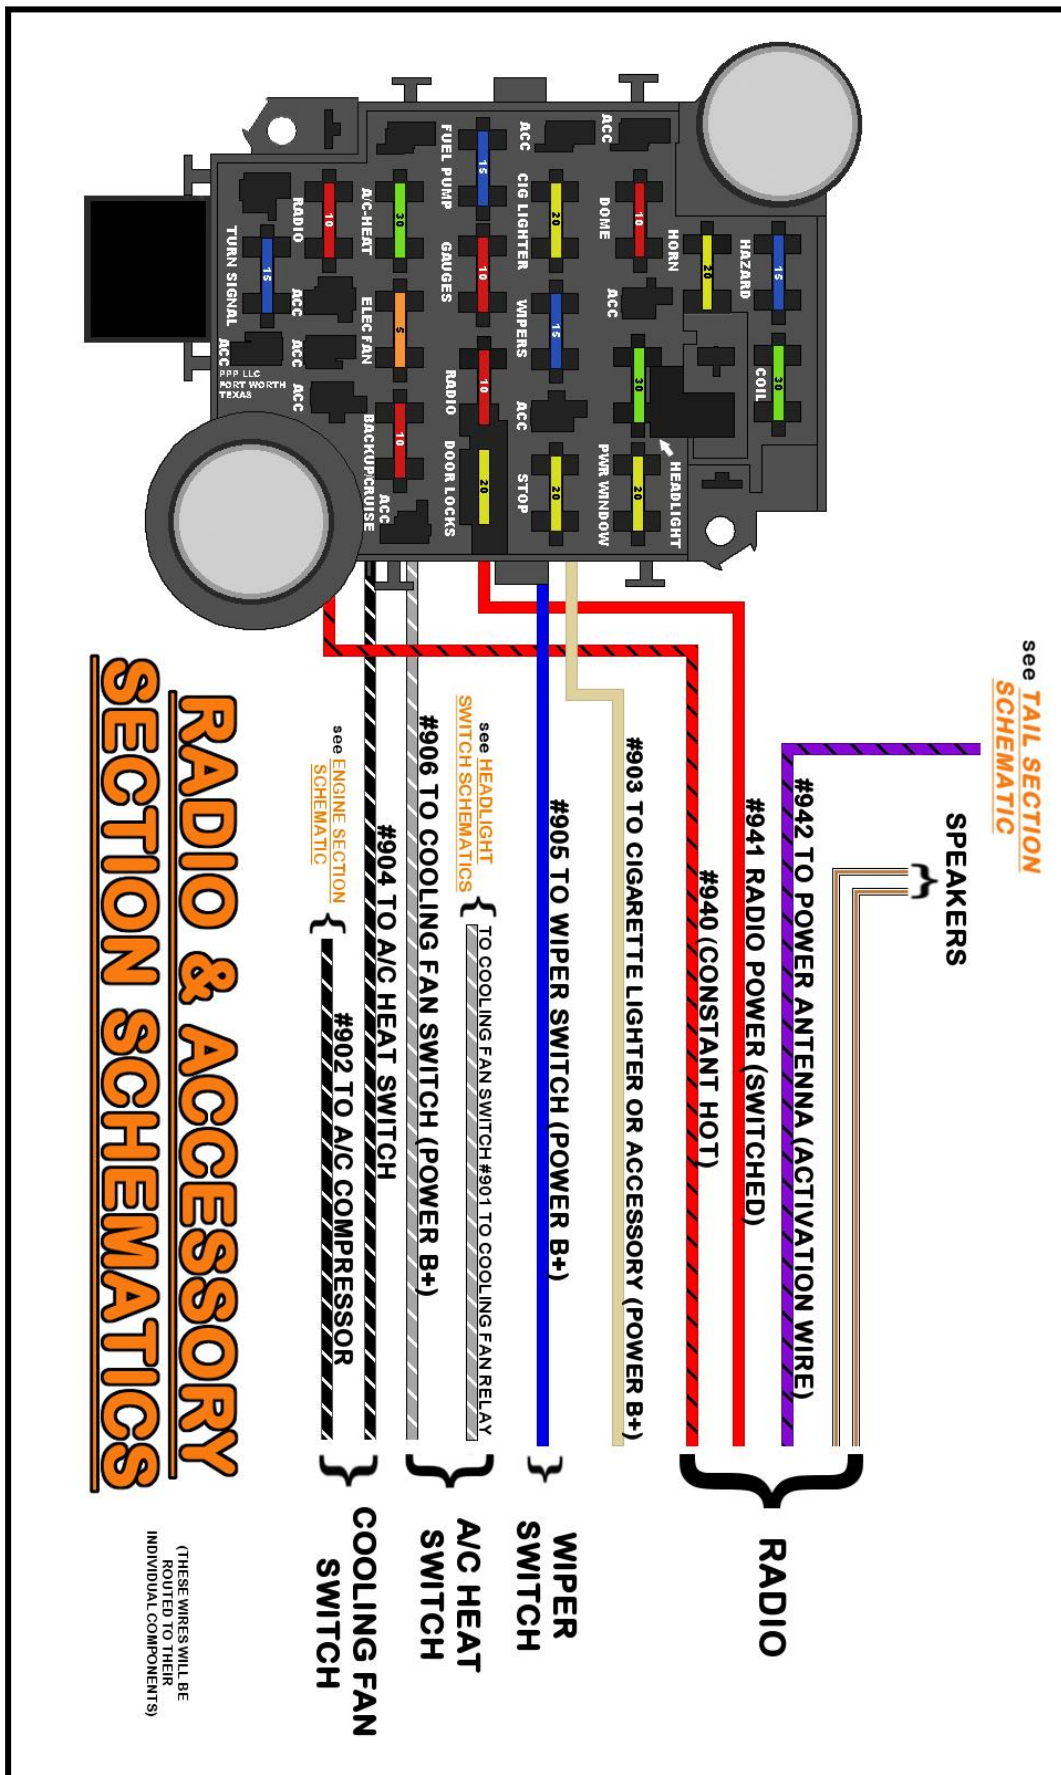 see TAIL SECTION
SCHEMATIC
SPEAKERS
#942 TO POWER ANTENNA (ACTIVATION WIRE)
#941 RADIO POWER (SWITCHED)
#940 (CONSTANT HOT)
RADIO
#903 TO CIGARETTE LIGHTER OR ACCESSORY (POWER B+)
#905 TO WIPER SWITCH (POWER B+)
WIPER
SWITCH
see HEADLIGHT
SWITCH SCHEMATICS
TO COOLING FAN SWITCH #901 TO COOLING FAN RELAY
#906 TO COOLING FAN SWITCH (POWER B+)
A/C HEAT
SWITCH
#904 TO A/C HEAT SWITCH
see ENGINE SECTION
SCHEMATIC
#902 TO A/C COMPRESSOR
COOLING FAN
SWITCH
HAZARD
15
COIL
30
HORN
20
HEADLIGHT
30
ACC
DOME
10
ACC
PWR WINDOW
20
ACC
CIG LIGHTER
20
WIPERS
15
ACC
STOP
20
FUEL PUMP
15
GAUGES
10
RADIO
10
DOOR LOCKS
20
A/C-HEAT
30
ELEC FAN
5
BACKUP/CRUISE
10
ACC
RADIO
10
ACC
ACC
ACC
TURN SIGNAL
15
ACC
PPP LLC
FORT WORTH
TEXAS
RADIO & ACCESSORY
SECTION SCHEMATICS
(THESE WIRES WILL BE
ROUTED TO THEIR
INDIVIDUAL COMPONENTS)